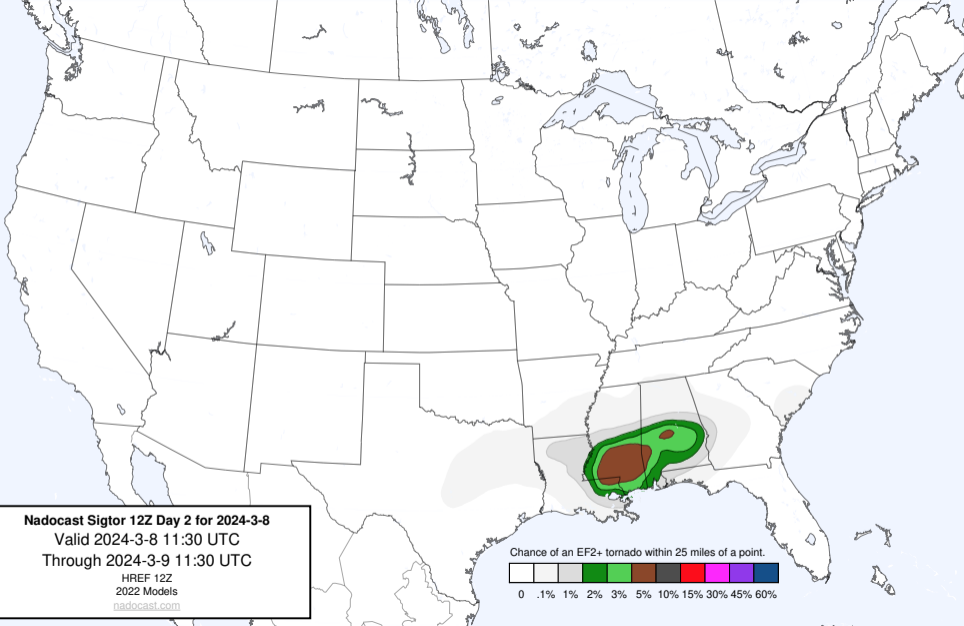 Nadocast Sigtor 12Z Day 2 for 2024-3-8
Valid 2024-3-8 11:30 UTC
Through 2024-3-9 11:30 UTC
HREF 12Z
2022 Models
nadocast.com
Chance of an EF2+ tornado within 25 miles of a point.
0 .1% 1% 2% 3% 5% 10% 15% 30% 45% 60%